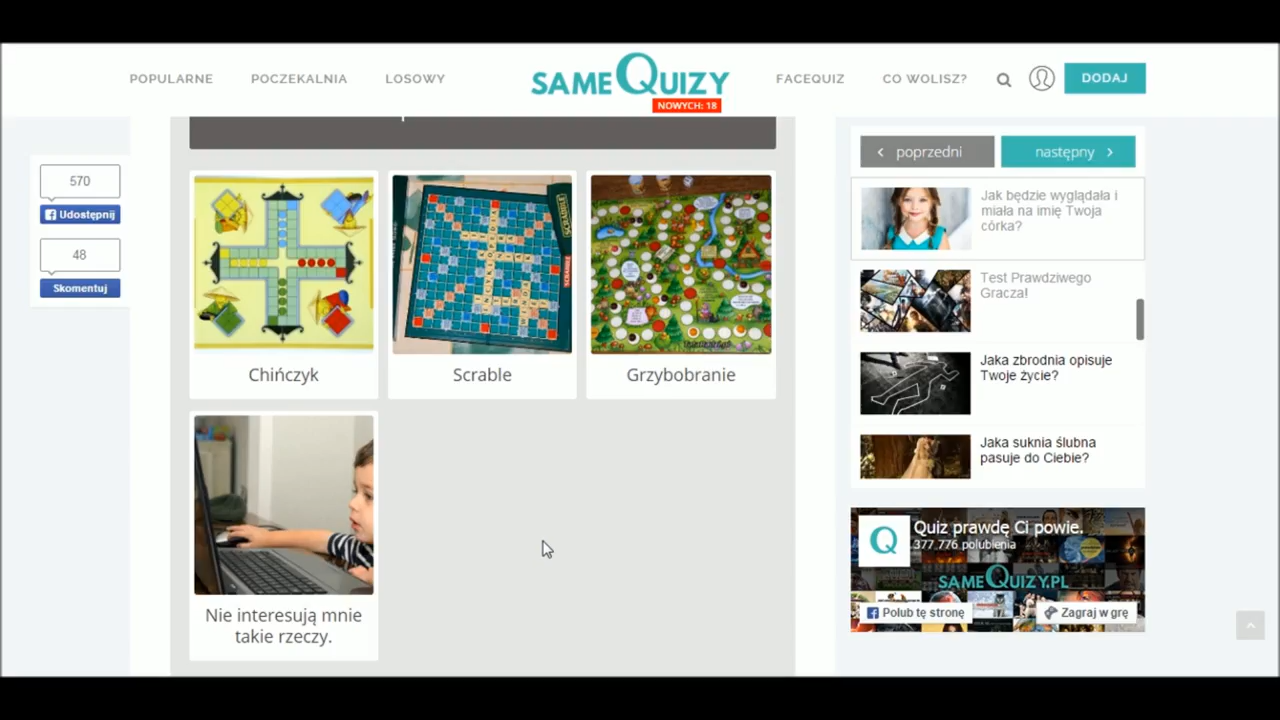 POPULARNE
POCZEKALNIA
LOSOWY
SAMEQUIZY
NOWYCH: 18
FACEQUIZ
CO WOLISZ?
DODAJ
570
Udostępnij
48
Skomentuj
Chińczyk
Scrable
Grzybobranie
Nie interesują mnie
takie rzeczy.
poprzedni
następny
Jak będzie wyglądała i
miała na imię Twoja
córka?
Test Prawdziwego
Gracza!
Jaka zbrodnia opisuje
Twoje życie?
Jaka suknia ślubna
pasuje do Ciebie?
Q
Quiz prawdę Ci powie.
377 776 polubienia
SAMEQUIZY.PL
Polub tę stronę
Zagraj w grę